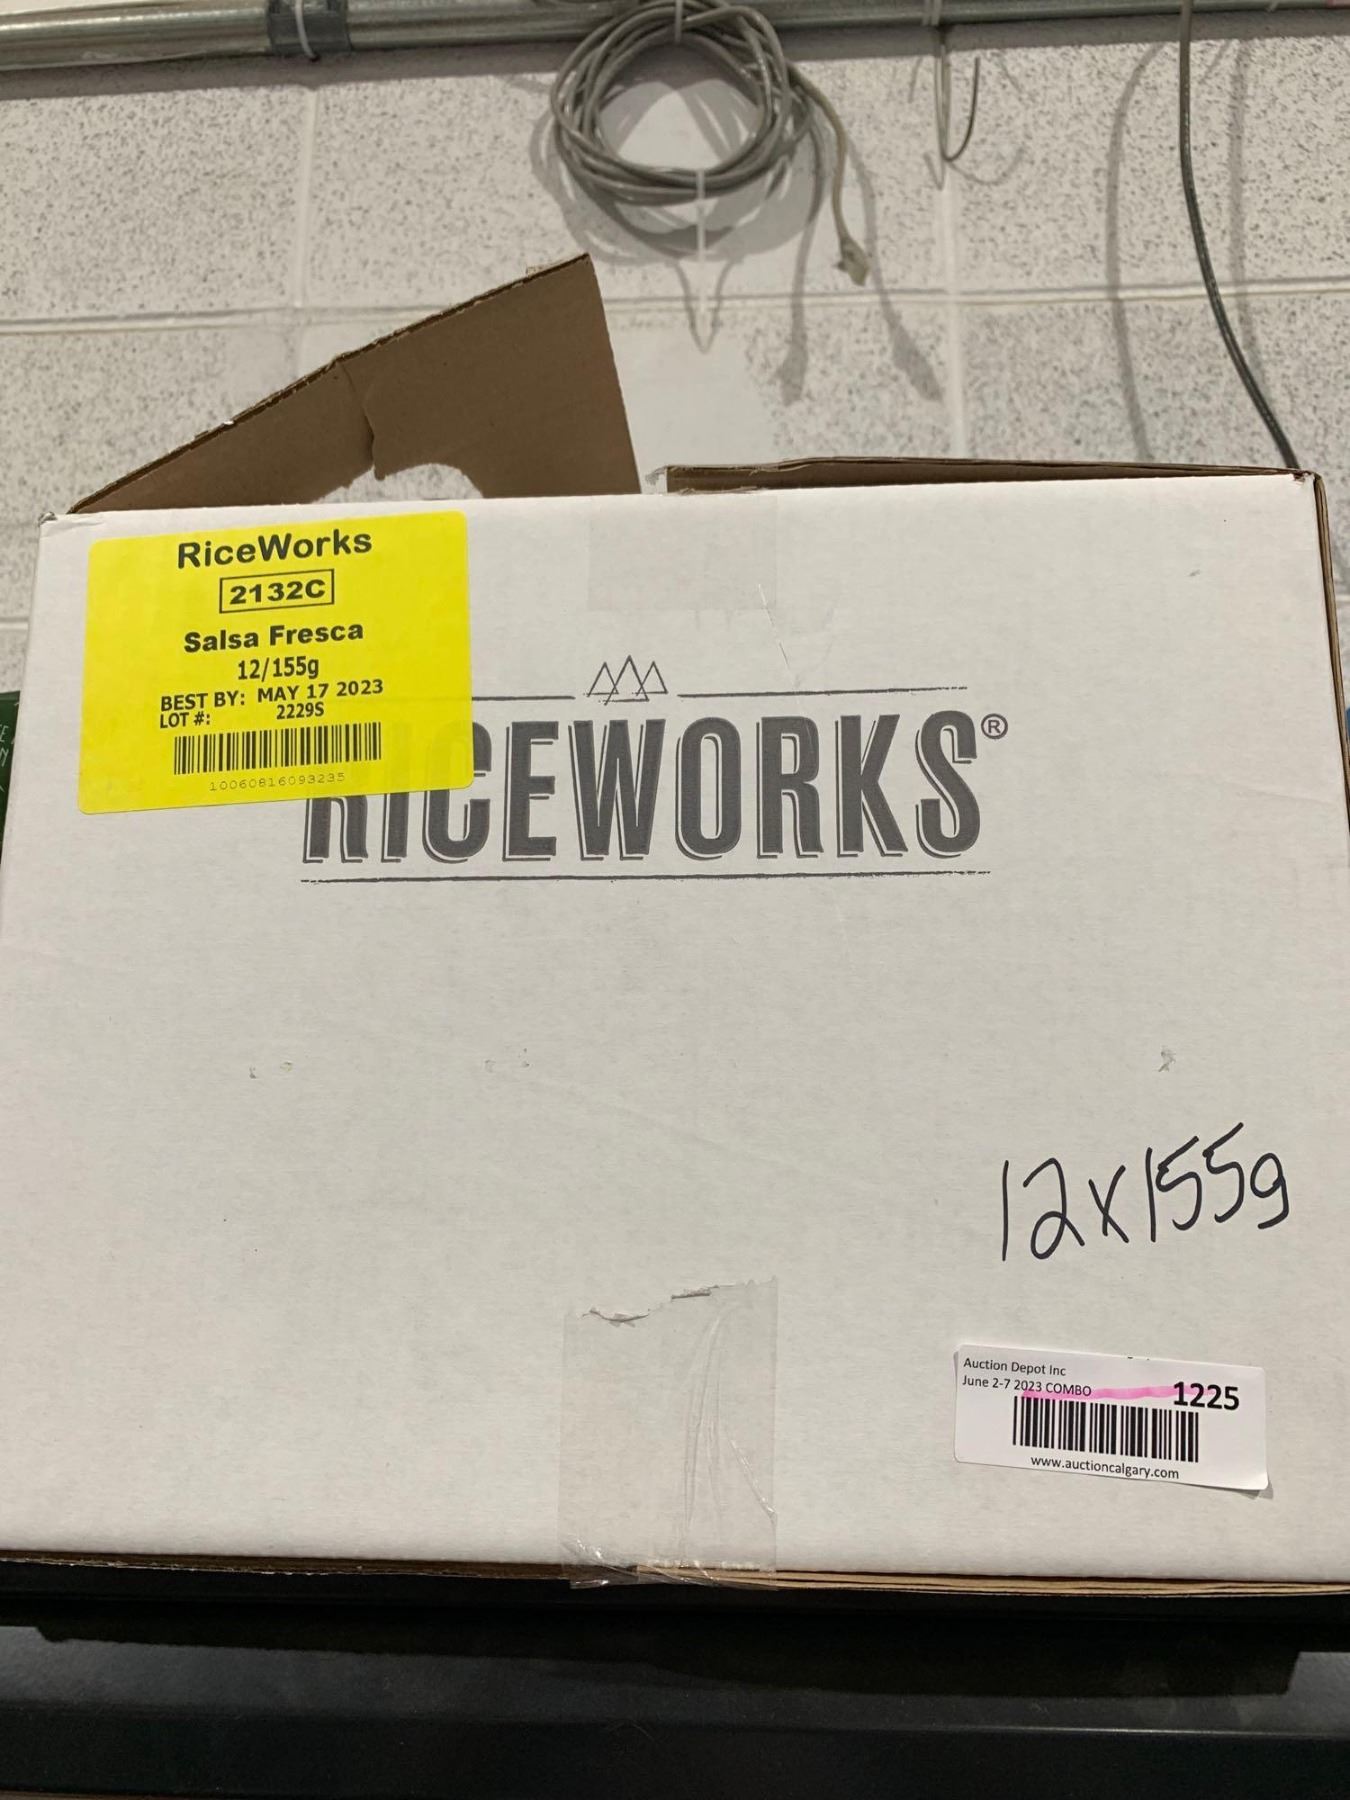 RiceWorks
2132C
Salsa Fresca
12/155g
BEST BY: MAY 17 2023
LOT #: 2229S
10060816093235
RICEWORKS®
12x155g
Auction Depot Inc
June 2-7 2023 COMBO 1225
www.auctioncalgary.com